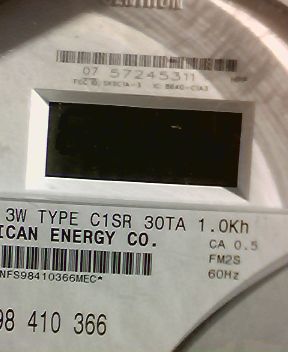 CENTRON
07 57245311
FCC ID SK9C1A-3 IC 864G-C1A3
3W TYPE C1SR 30TA 1.0Kh
ICAN ENERGY CO.
CA 0.5
FM2S
60Hz
NFS98410366MEC*
98 410 366